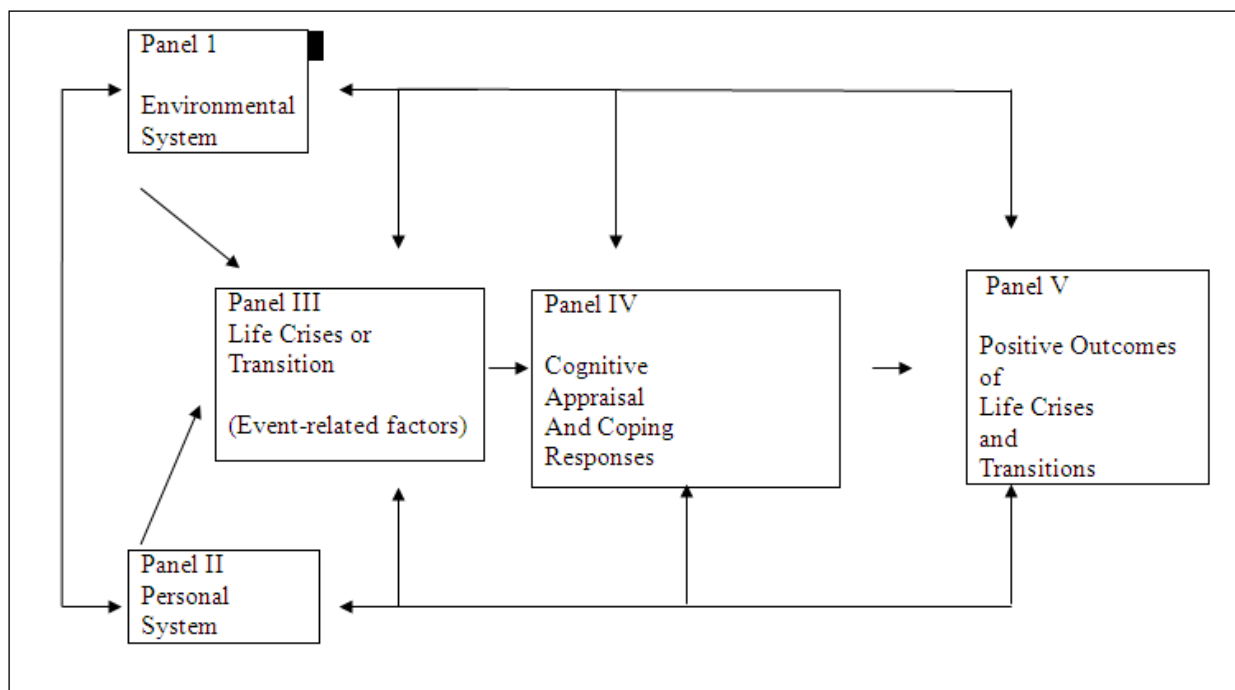 Panel 1
Environmental
System
Panel III
Life Crises or
Transition
(Event-related factors)
Panel IV
Cognitive
Appraisal
And Coping
Responses
Panel V
Positive Outcomes
of
Life Crises
and
Transitions
Panel II
Personal
System